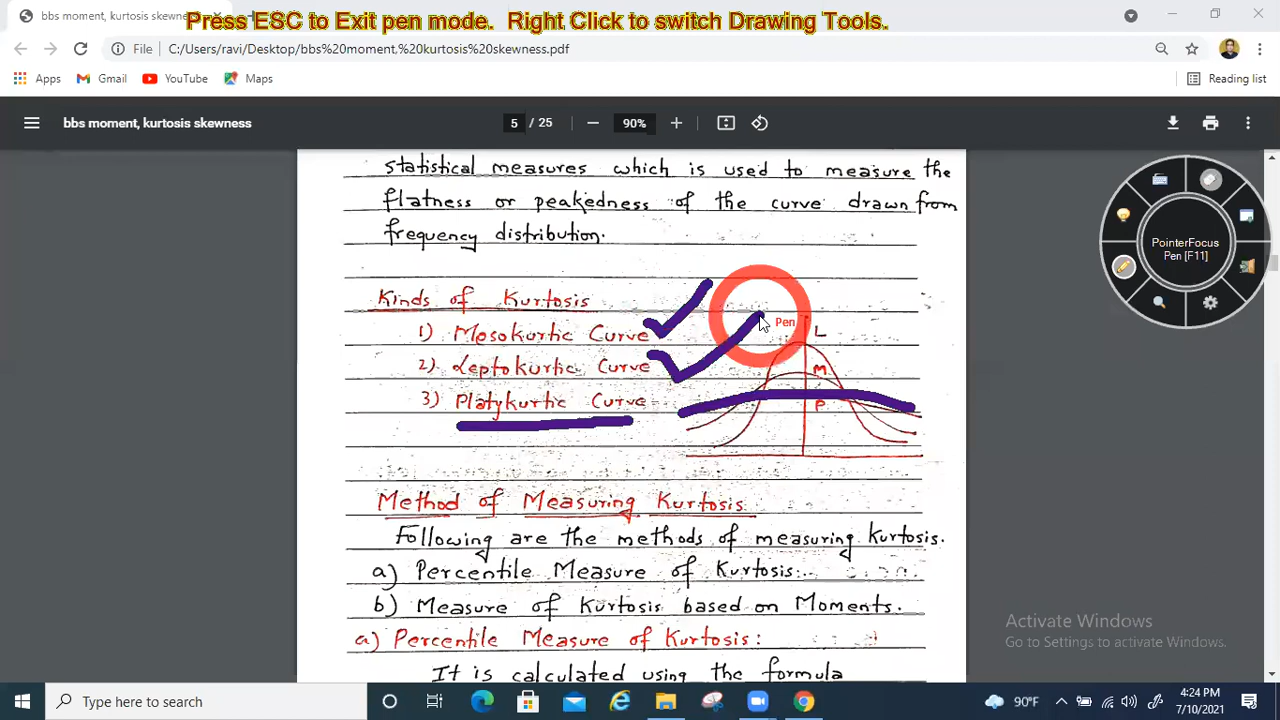 bbs moment, kurtosis skewness
Press ESC to Exit pen mode. Right Click to switch Drawing Tools.
File C:/Users/ravi/Desktop/bbs%20moment,%20kurtosis%20skewness.pdf
Apps Gmail YouTube Maps Reading list
bbs moment, kurtosis skewness 5 / 25 90%
statistical measures which is used to measure the
flatness or peakedness of the curve drawn from
frequency distribution.
Kinds of Kurtosis
1) Mesokurtic Curve
2) Leptokurtic Curve
3) Platykurtic Curve
Pen
L
M
P
PointerFocus
Pen [F11]
Method of Measuring Kurtosis
Following are the methods of measuring kurtosis.
a) Percentile Measure of Kurtosis.
b) Measure of Kurtosis based on Moments.
a) Percentile Measure of Kurtosis:
It is calculated using the formula
Activate Windows
Go to Settings to activate Windows.
Type here to search
90°F
4:24 PM
7/10/2021